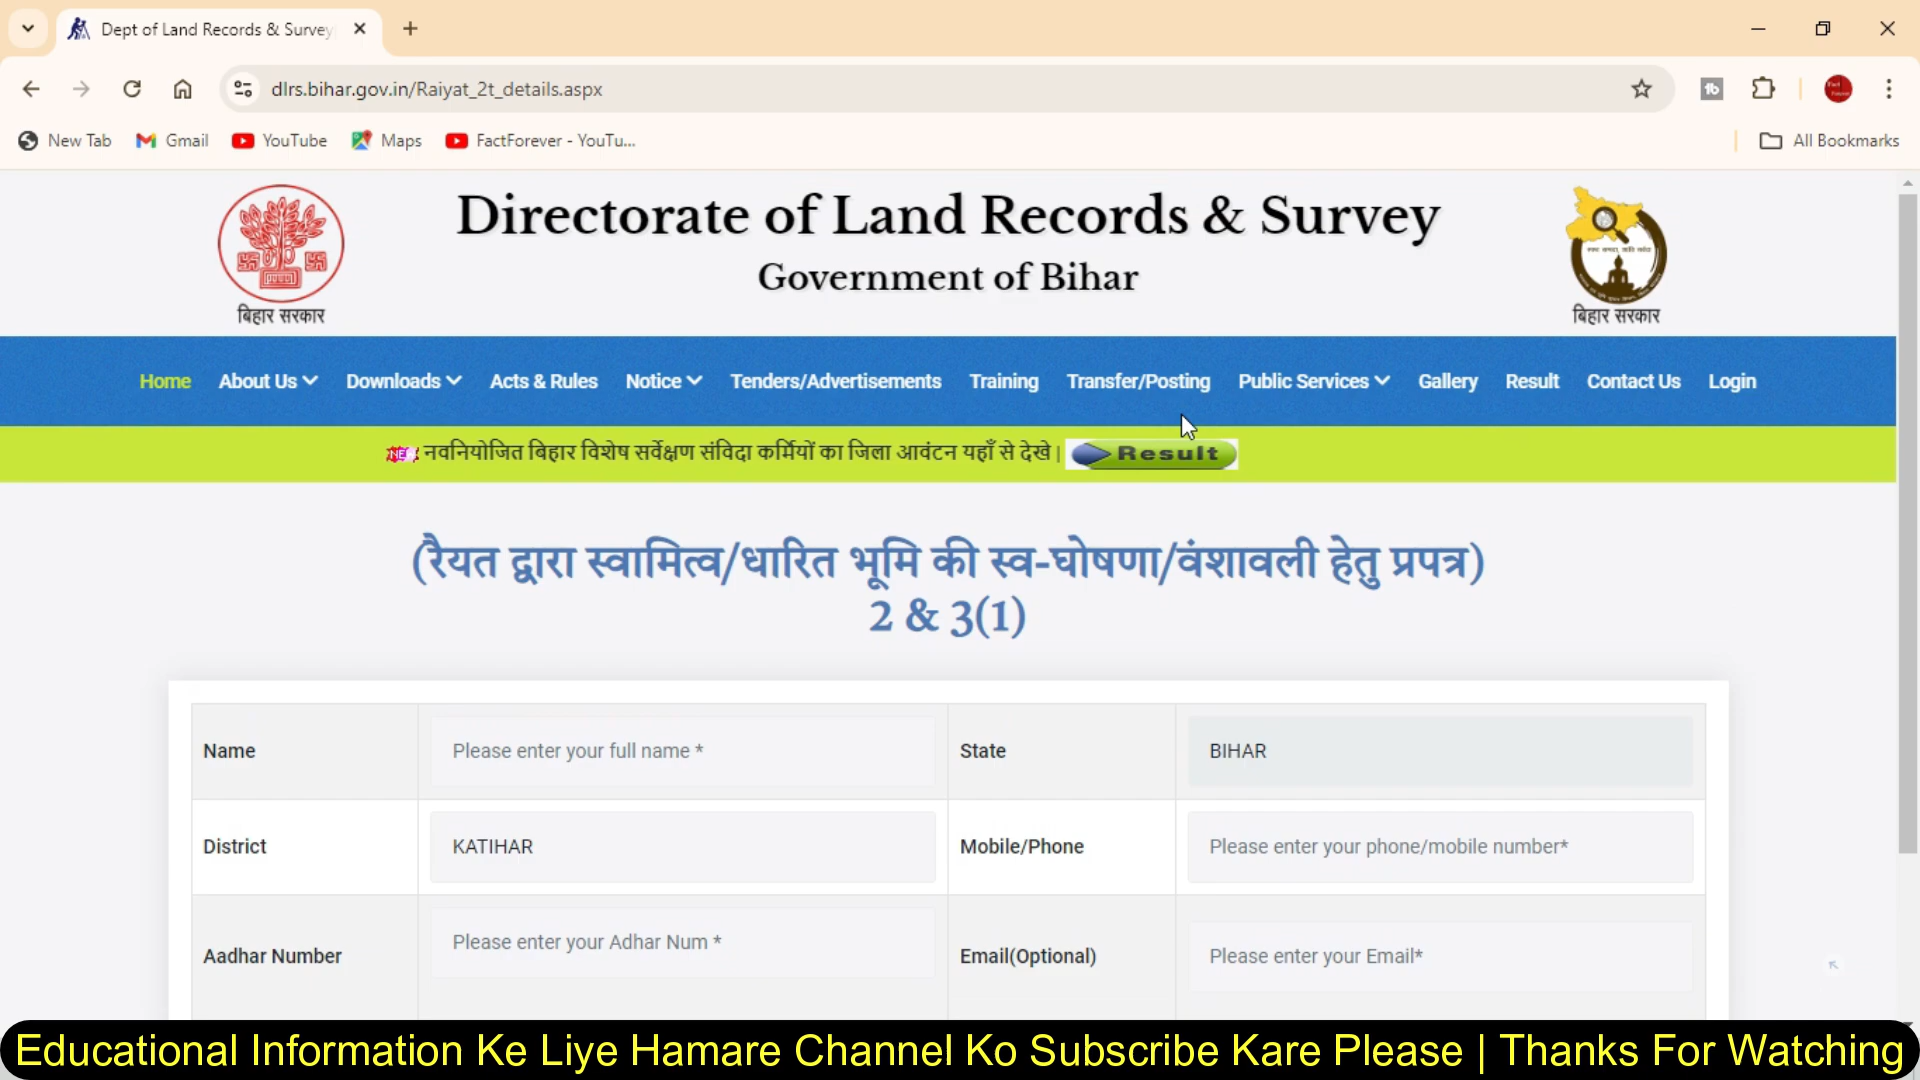 Dept of Land Records & Survey
dlrs.bihar.gov.in/Raiyat_2t_details.aspx
New Tab Gmail YouTube Maps FactForever - YouTu... All Bookmarks
Directorate of Land Records & Survey
Government of Bihar
बिहार सरकार बिहार सरकार
Home About Us Downloads Acts & Rules Notice Tenders/Advertisements Training Transfer/Posting Public Services Gallery Result Contact Us Login
NEW नवनियोजित बिहार विशेष सर्वेक्षण संविदा कर्मियों का जिला आवंटन यहाँ से देखे | Result
(रैयत द्वारा स्वामित्व/धारित भूमि की स्व-घोषणा/वंशावली हेतु प्रपत्र)
2 & 3(1)
Name Please enter your full name * State BIHAR
District KATIHAR Mobile/Phone Please enter your phone/mobile number*
Aadhar Number Please enter your Adhar Num * Email(Optional) Please enter your Email*
Educational Information Ke Liye Hamare Channel Ko Subscribe Kare Please | Thanks For Watching